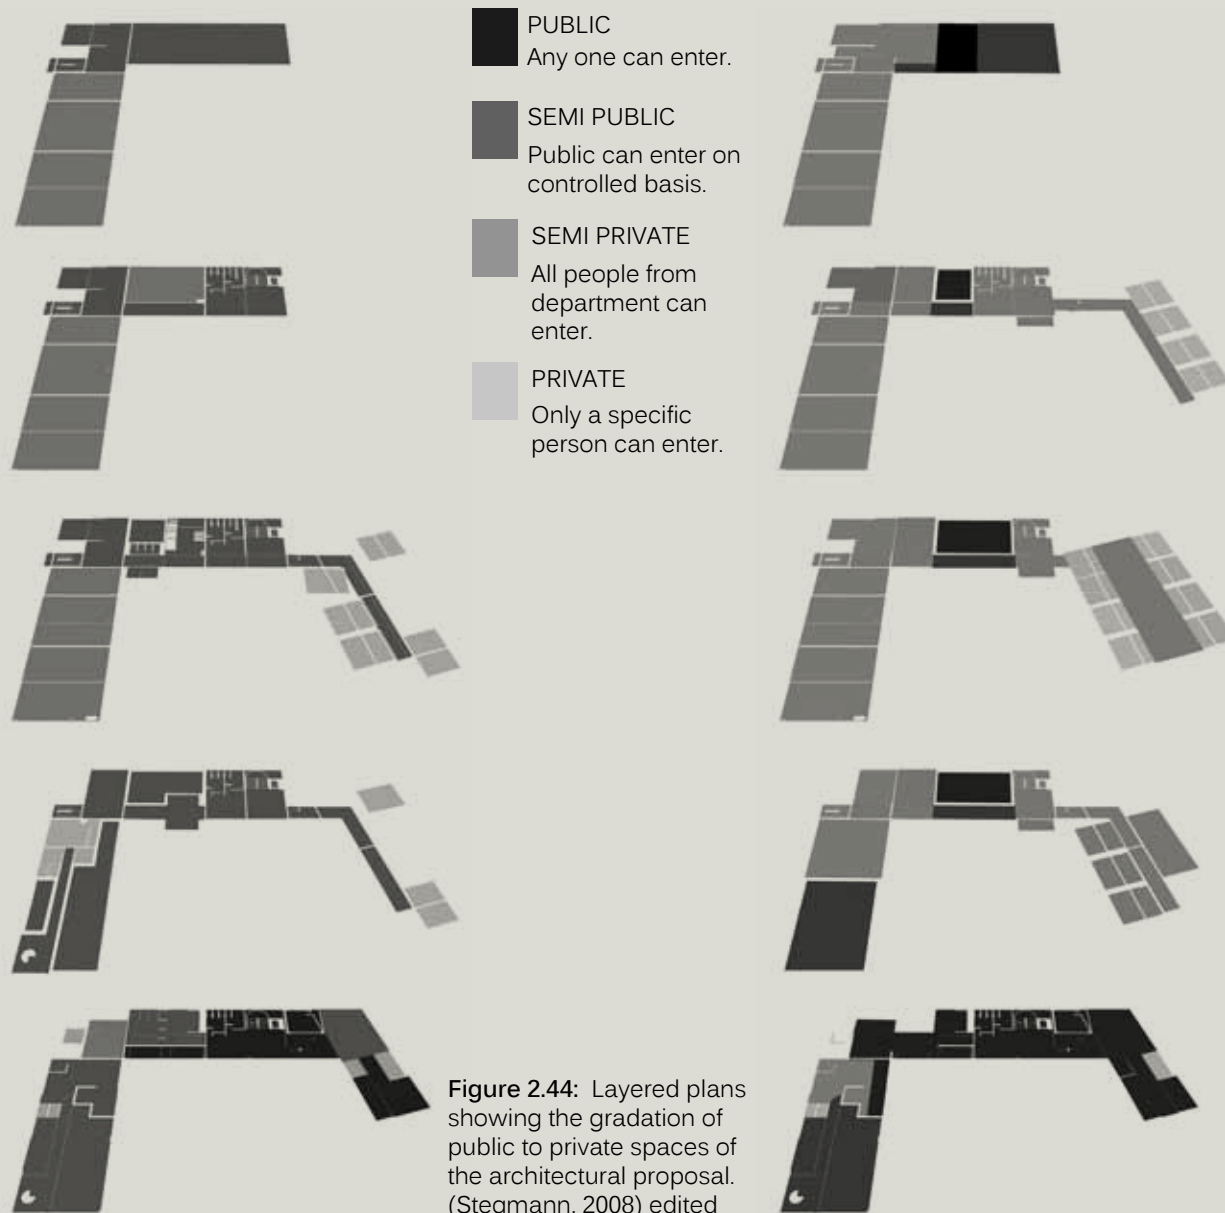 PUBLIC
Any one can enter.
SEMI PUBLIC
Public can enter on
controlled basis.
SEMI PRIVATE
All people from
department can
enter.
PRIVATE
Only a specific
person can enter.
Figure 2.44: Layered plans
showing the gradation of
public to private spaces of
the architectural proposal.
(Stegmann, 2008) edited